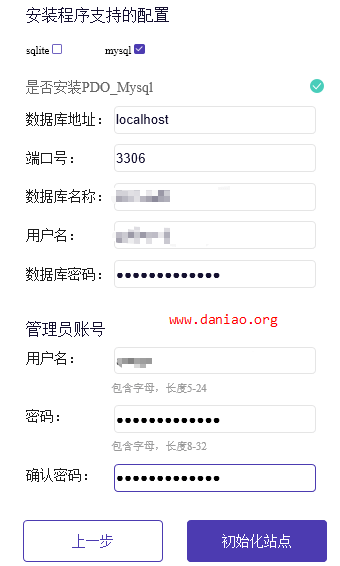 安装程序支持的配置
sqlite mysql
是否安装PDO_Mysql
数据库地址： localhost
端口号： 3306
数据库名称：
用户名：
数据库密码： ●●●●●●●●●●●●●
www.daniao.org
管理员账号
用户名：
包含字母，长度5-24
密码： ●●●●●●●●●●●●●
包含字母，长度8-32
确认密码： ●●●●●●●●●●●●●
上一步 初始化站点